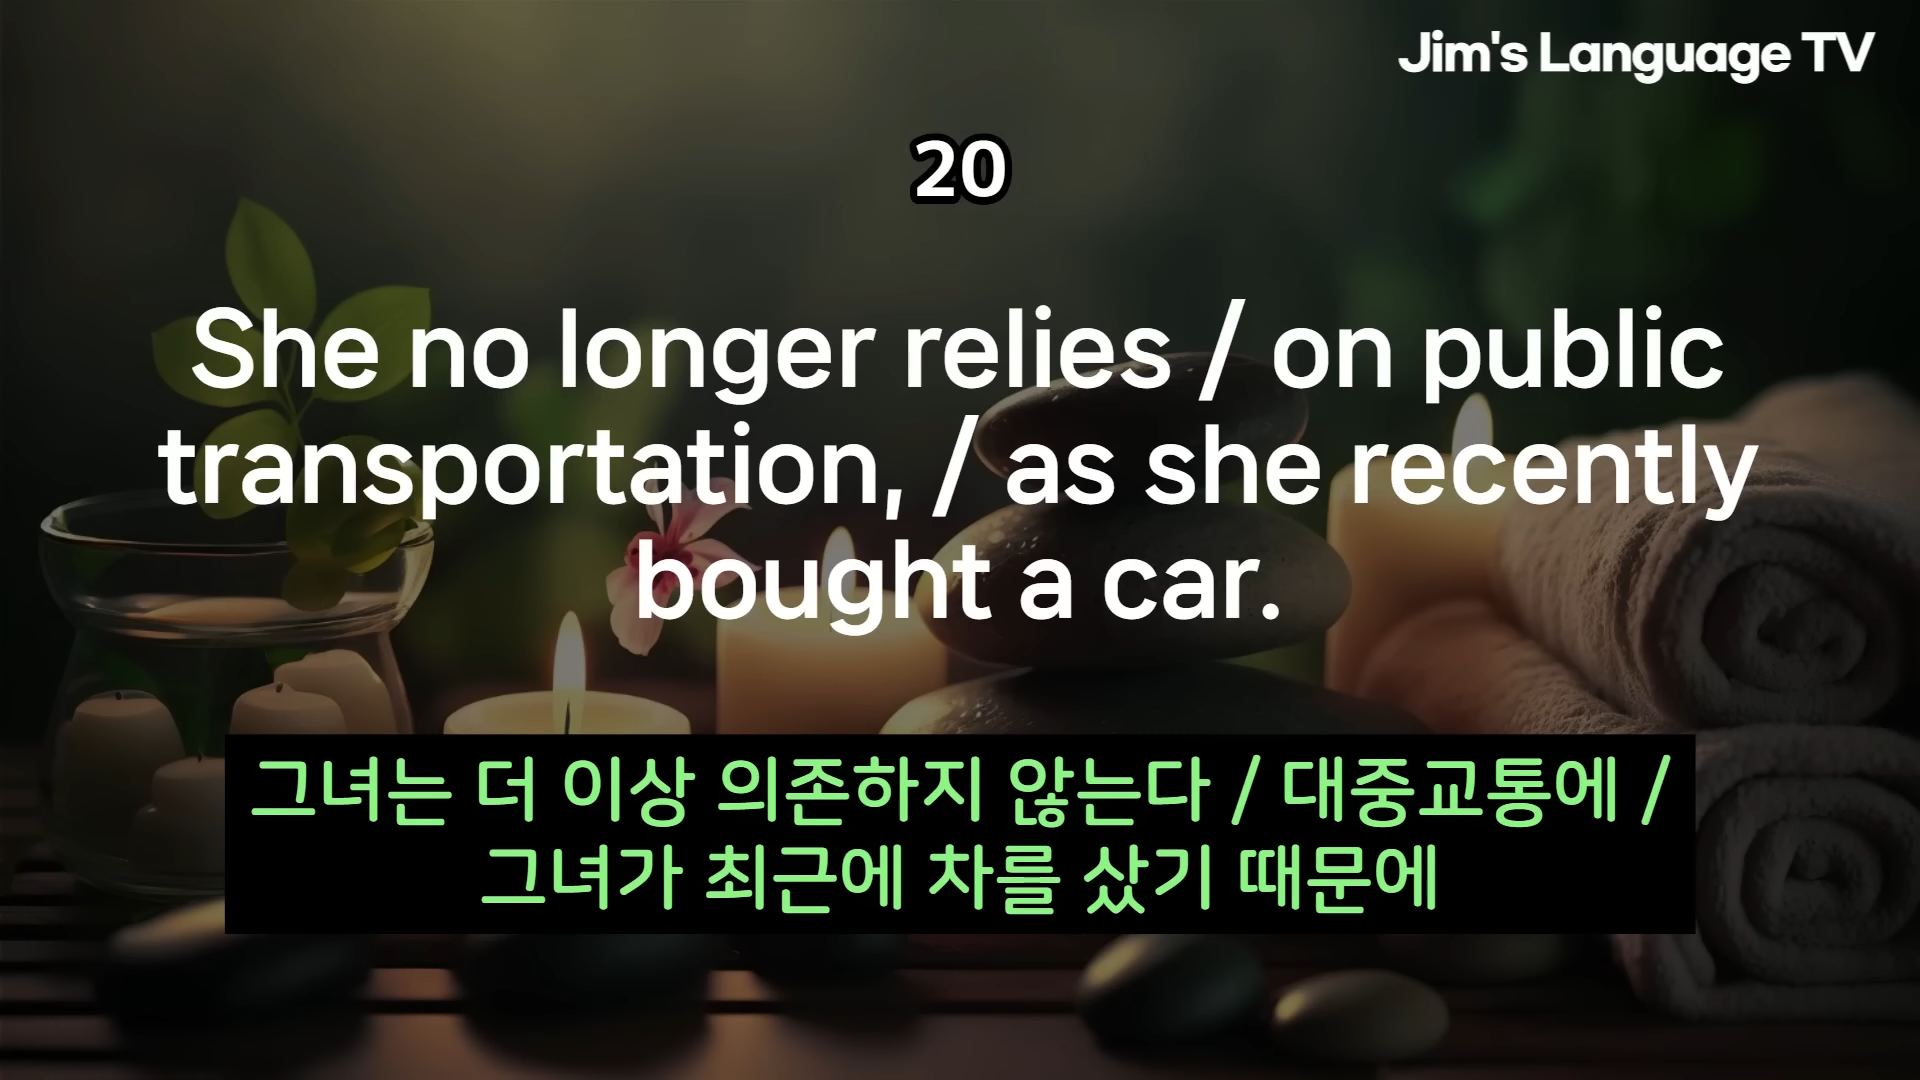 Jim's Language TV
20
She no longer relies / on public
transportation, / as she recently
bought a car.
그녀는 더 이상 의존하지 않는다 / 대중교통에 /
그녀가 최근에 차를 샀기 때문에